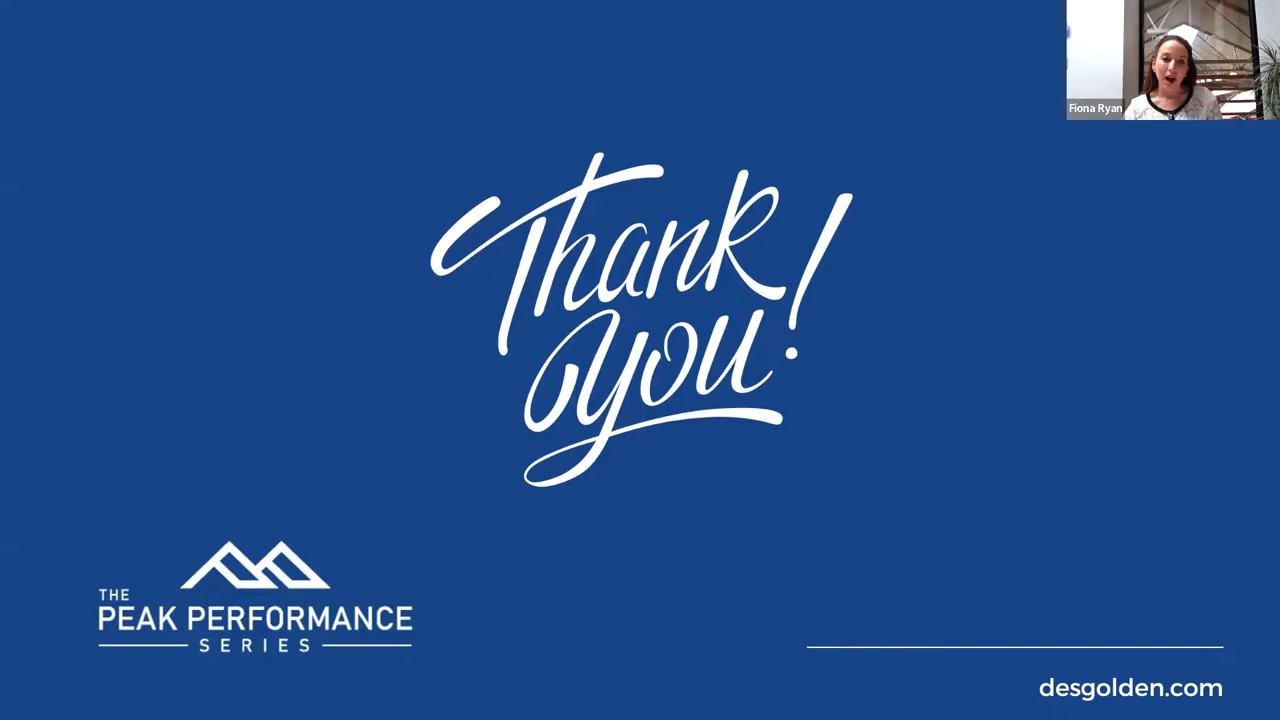 Fiona Ryan
Thank
you!
THE
PEAK PERFORMANCE
SERIES
desgolden.com